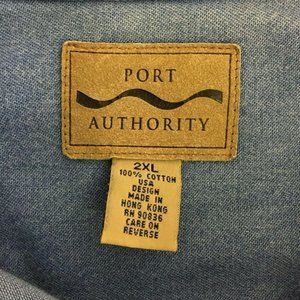 PORT
AUTHORITY
2XL
100% COTTON
USA
DESIGN
MADE IN
HONG KONG
RN 90836
CARE ON
REVERSE